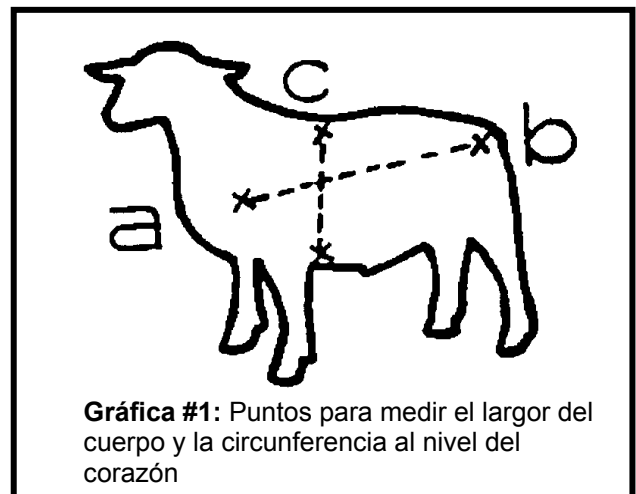 c
b
a
Gráfica #1: Puntos para medir el largor del
cuerpo y la circunferencia al nivel del
corazón